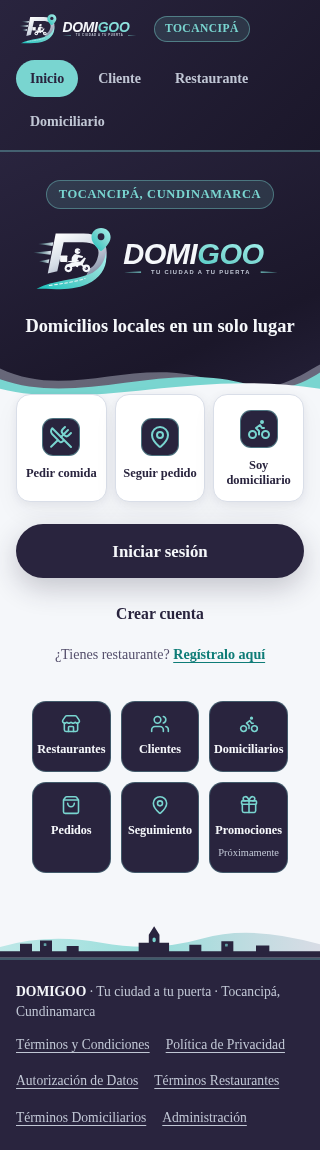 DOMIGOO
TU CIUDAD A TU PUERTA
TOCANCIPÁ
Inicio
Cliente
Restaurante
Domiciliario
TOCANCIPÁ, CUNDINAMARCA
DOMIGOO
TU CIUDAD A TU PUERTA
Domicilios locales en un solo lugar
Pedir comida
Seguir pedido
Soy
domiciliario
Iniciar sesión
Crear cuenta
¿Tienes restaurante? Regístralo aquí
Restaurantes
Clientes
Domiciliarios
Pedidos
Seguimiento
Promociones
Próximamente
DOMIGOO · Tu ciudad a tu puerta · Tocancipá,
Cundinamarca
Términos y Condiciones
Política de Privacidad
Autorización de Datos
Términos Restaurantes
Términos Domiciliarios
Administración